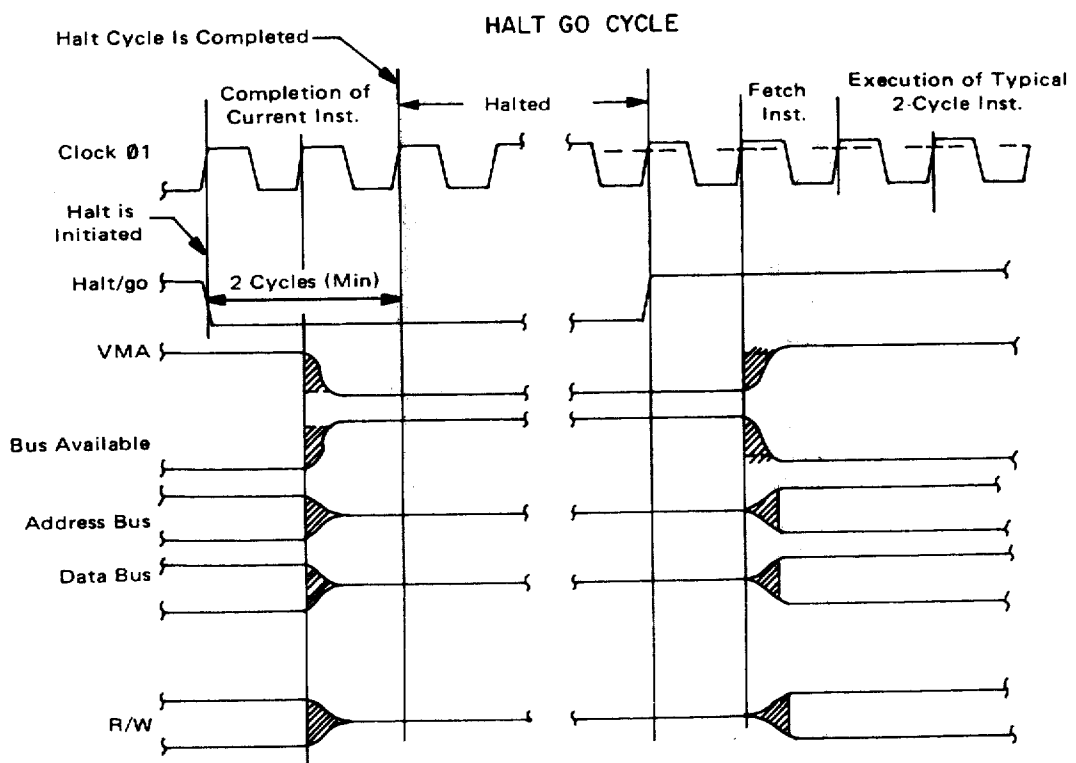 HALT GO CYCLE
Halt Cycle Is Completed
Completion of
Current Inst.
Halted
Fetch
Inst.
Execution of Typical
2-Cycle Inst.
Clock Ø1
Halt is
Initiated
Halt/go
2 Cycles (Min)
VMA
Bus Available
Address Bus
Data Bus
R/W